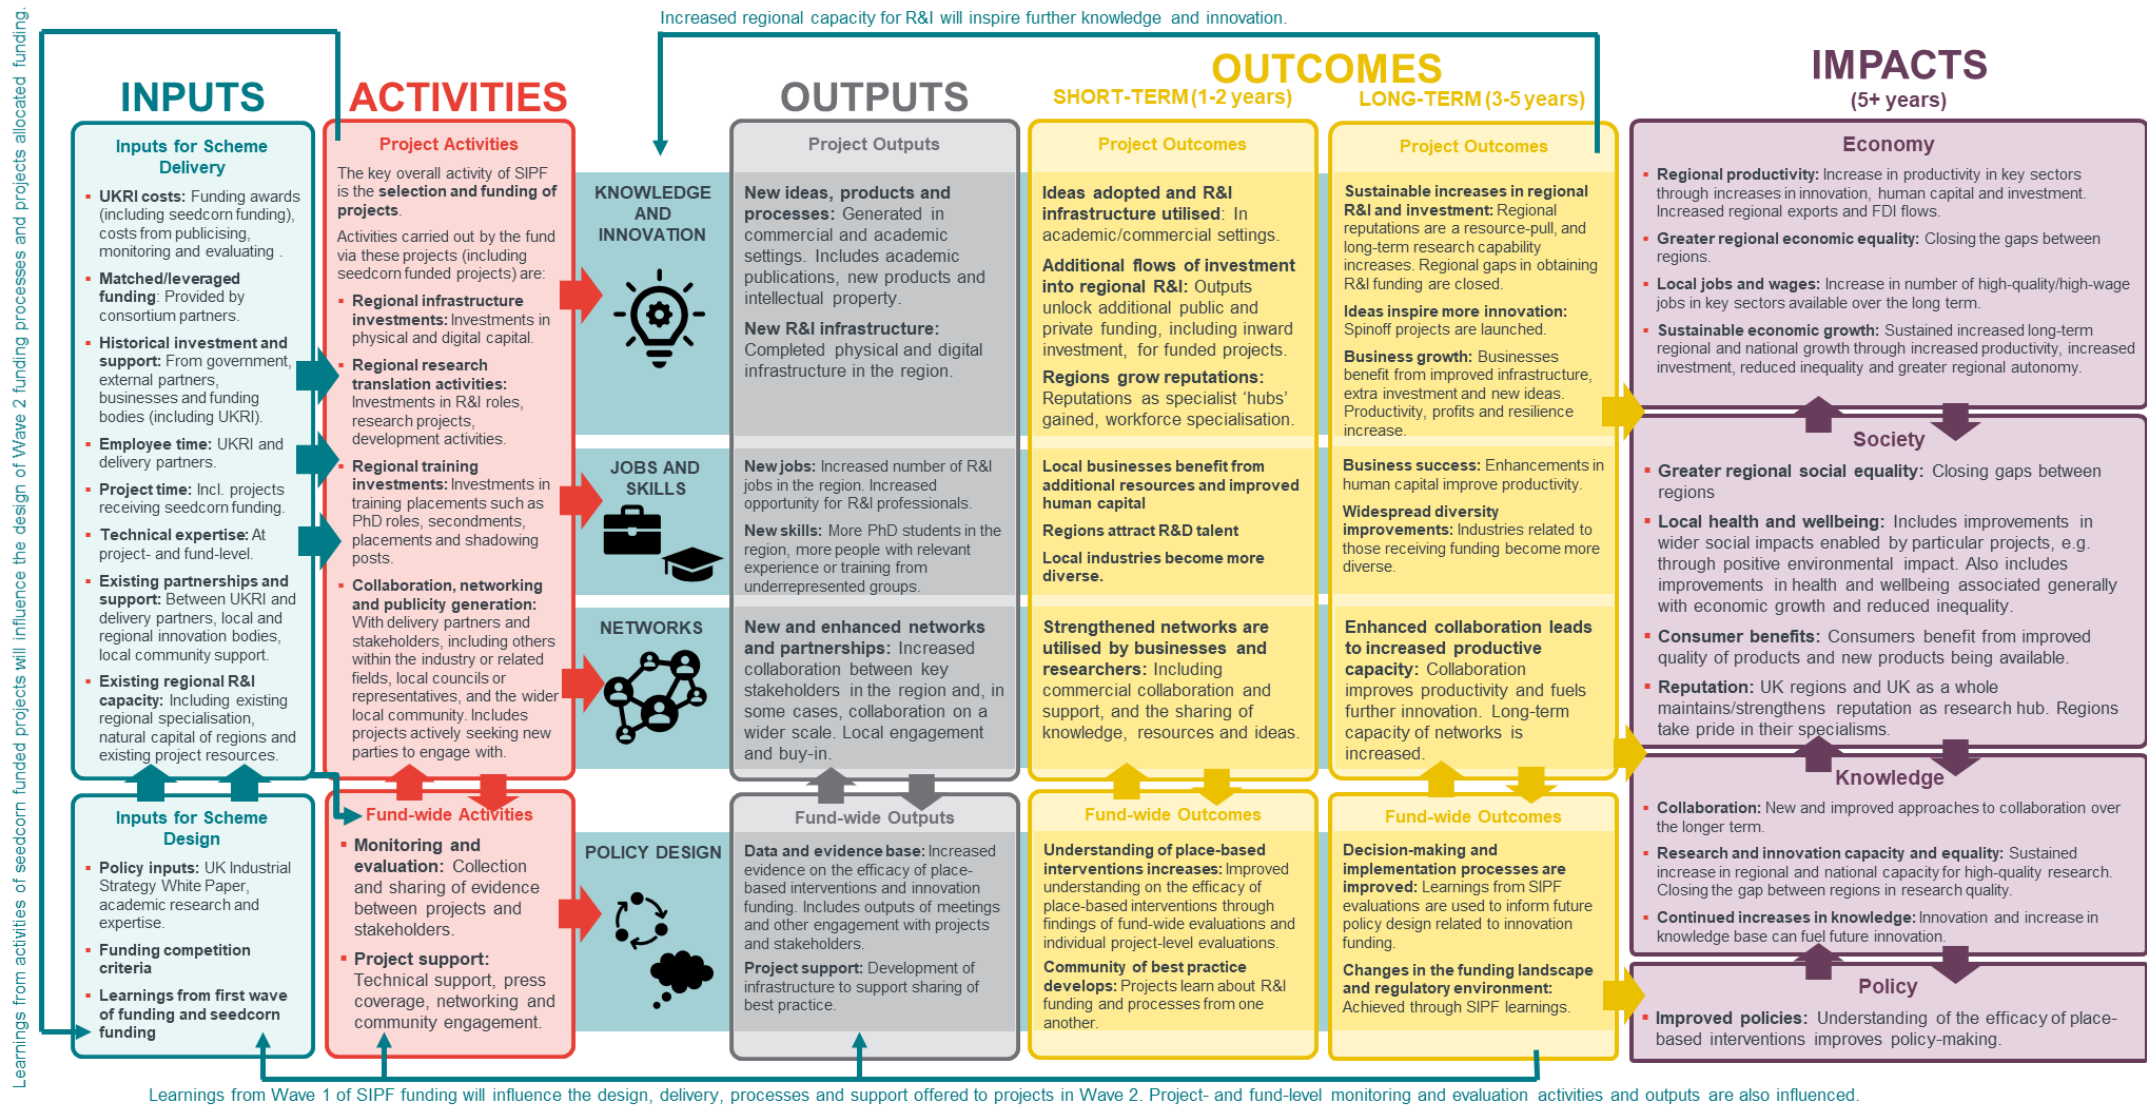 Increased regional capacity for R&I will inspire further knowledge and innovation.
Learnings from activities of seedcorn funded projects will influence the design of Wave 2 funding processes and projects allocated funding.
INPUTS
Inputs for Scheme
Delivery
▪ UKRI costs: Funding awards
(including seedcorn funding),
costs from publicising,
monitoring and evaluating .
▪ Matched/leveraged
funding: Provided by
consortium partners.
▪ Historical investment and
support: From government,
external partners,
businesses and funding
bodies (including UKRI).
▪ Employee time: UKRI and
delivery partners.
▪ Project time: Incl. projects
receiving seedcorn funding.
▪ Technical expertise: At
project- and fund-level.
▪ Existing partnerships and
support: Between UKRI and
delivery partners, local and
regional innovation bodies,
local community support.
▪ Existing regional R&I
capacity: Including existing
regional specialisation,
natural capital of regions and
existing project resources.
Inputs for Scheme
Design
▪ Policy inputs: UK Industrial
Strategy White Paper,
academic research and
expertise.
▪ Funding competition
criteria
▪ Learnings from first wave
of funding and seedcorn
funding
ACTIVITIES
Project Activities
The key overall activity of SIPF
is the selection and funding of
projects.
Activities carried out by the fund
via these projects (including
seedcorn funded projects) are:
▪ Regional infrastructure
investments: Investments in
physical and digital capital.
▪ Regional research
translation activities:
Investments in R&I roles,
research projects,
development activities.
▪ Regional training
investments: Investments in
training placements such as
PhD roles, secondments,
placements and shadowing
posts.
▪ Collaboration, networking
and publicity generation:
With delivery partners and
stakeholders, including others
within the industry or related
fields, local councils or
representatives, and the wider
local community. Includes
projects actively seeking new
parties to engage with.
Fund-wide Activities
▪ Monitoring and
evaluation: Collection
and sharing of evidence
between projects and
stakeholders.
▪ Project support:
Technical support, press
coverage, networking and
community engagement.
KNOWLEDGE
AND
INNOVATION
JOBS AND
SKILLS
NETWORKS
POLICY DESIGN
OUTPUTS
Project Outputs
New ideas, products and
processes: Generated in
commercial and academic
settings. Includes academic
publications, new products and
intellectual property.
New R&I infrastructure:
Completed physical and digital
infrastructure in the region.
New jobs: Increased number of R&I
jobs in the region. Increased
opportunity for R&I professionals.
New skills: More PhD students in the
region, more people with relevant
experience or training from
underrepresented groups.
New and enhanced networks
and partnerships: Increased
collaboration between key
stakeholders in the region and, in
some cases, collaboration on a
wider scale. Local engagement
and buy-in.
Fund-wide Outputs
Data and evidence base: Increased
evidence on the efficacy of place-
based interventions and innovation
funding. Includes outputs of meetings
and other engagement with projects
and stakeholders.
Project support: Development of
infrastructure to support sharing of
best practice.
OUTCOMES
SHORT-TERM (1-2 years)
Project Outcomes
Ideas adopted and R&I
infrastructure utilised: In
academic/commercial settings.
Additional flows of investment
into regional R&I: Outputs
unlock additional public and
private funding, including inward
investment, for funded projects.
Regions grow reputations:
Reputations as specialist ‘hubs’
gained, workforce specialisation.
Local businesses benefit from
additional resources and improved
human capital
Regions attract R&D talent
Local industries become more
diverse.
Strengthened networks are
utilised by businesses and
researchers: Including
commercial collaboration and
support, and the sharing of
knowledge, resources and ideas.
Fund-wide Outcomes
Understanding of place-based
interventions increases: Improved
understanding on the efficacy of
place-based interventions through
findings of fund-wide evaluations and
individual project-level evaluations.
Community of best practice
develops: Projects learn about R&I
funding and processes from one
another.
LONG-TERM (3-5 years)
Project Outcomes
Sustainable increases in regional
R&I and investment: Regional
reputations are a resource-pull, and
long-term research capability
increases. Regional gaps in obtaining
R&I funding are closed.
Ideas inspire more innovation:
Spinoff projects are launched.
Business growth: Businesses
benefit from improved infrastructure,
extra investment and new ideas.
Productivity, profits and resilience
increase.
Business success: Enhancements in
human capital improve productivity.
Widespread diversity
improvements: Industries related to
those receiving funding become more
diverse.
Enhanced collaboration leads
to increased productive
capacity: Collaboration
improves productivity and fuels
further innovation. Long-term
capacity of networks is
increased.
Fund-wide Outcomes
Decision-making and
implementation processes are
improved: Learnings from SIPF
evaluations are used to inform future
policy design related to innovation
funding.
Changes in the funding landscape
and regulatory environment:
Achieved through SIPF learnings.
IMPACTS
(5+ years)
Economy
▪ Regional productivity: Increase in productivity in key sectors
through increases in innovation, human capital and investment.
Increased regional exports and FDI flows.
▪ Greater regional economic equality: Closing the gaps between
regions.
▪ Local jobs and wages: Increase in number of high-quality/high-wage
jobs in key sectors available over the long term.
▪ Sustainable economic growth: Sustained increased long-term
regional and national growth through increased productivity, increased
investment, reduced inequality and greater regional autonomy.
Society
▪ Greater regional social equality: Closing gaps between
regions
▪ Local health and wellbeing: Includes improvements in
wider social impacts enabled by particular projects, e.g.
through positive environmental impact. Also includes
improvements in health and wellbeing associated generally
with economic growth and reduced inequality.
▪ Consumer benefits: Consumers benefit from improved
quality of products and new products being available.
▪ Reputation: UK regions and UK as a whole
maintains/strengthens reputation as research hub. Regions
take pride in their specialisms.
Knowledge
▪ Collaboration: New and improved approaches to collaboration over
the longer term.
▪ Research and innovation capacity and equality: Sustained
increase in regional and national capacity for high-quality research.
Closing the gap between regions in research quality.
▪ Continued increases in knowledge: Innovation and increase in
knowledge base can fuel future innovation.
Policy
▪ Improved policies: Understanding of the efficacy of place-
based interventions improves policy-making.
Learnings from Wave 1 of SIPF funding will influence the design, delivery, processes and support offered to projects in Wave 2. Project- and fund-level monitoring and evaluation activities and outputs are also influenced.